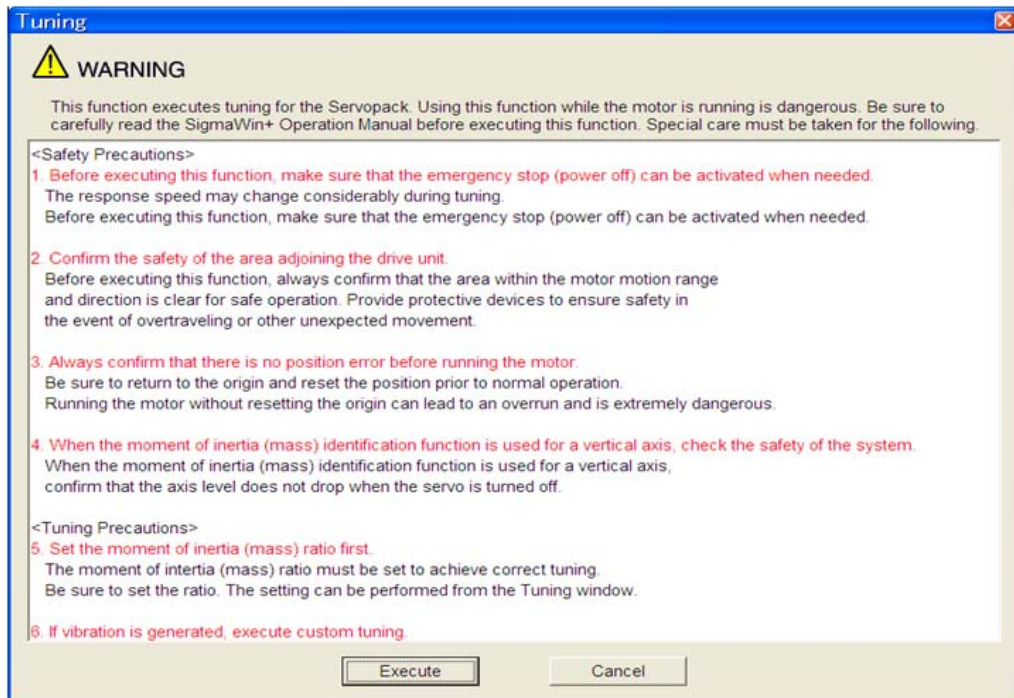 Tuning
WARNING
This function executes tuning for the Servopack. Using this function while the motor is running is dangerous. Be sure to
carefully read the SigmaWin+ Operation Manual before executing this function. Special care must be taken for the following.
<Safety Precautions>
1. Before executing this function, make sure that the emergency stop (power off) can be activated when needed.
The response speed may change considerably during tuning.
Before executing this function, make sure that the emergency stop (power off) can be activated when needed.
2. Confirm the safety of the area adjoining the drive unit.
Before executing this function, always confirm that the area within the motor motion range
and direction is clear for safe operation. Provide protective devices to ensure safety in
the event of overtraveling or other unexpected movement.
3. Always confirm that there is no position error before running the motor.
Be sure to return to the origin and reset the position prior to normal operation.
Running the motor without resetting the origin can lead to an overrun and is extremely dangerous.
4. When the moment of inertia (mass) identification function is used for a vertical axis, check the safety of the system.
When the moment of inertia (mass) identification function is used for a vertical axis,
confirm that the axis level does not drop when the servo is turned off.
<Tuning Precautions>
5. Set the moment of inertia (mass) ratio first.
The moment of intertia (mass) ratio must be set to achieve correct tuning.
Be sure to set the ratio. The setting can be performed from the Tuning window.
6. If vibration is generated, execute custom tuning.
Execute
Cancel